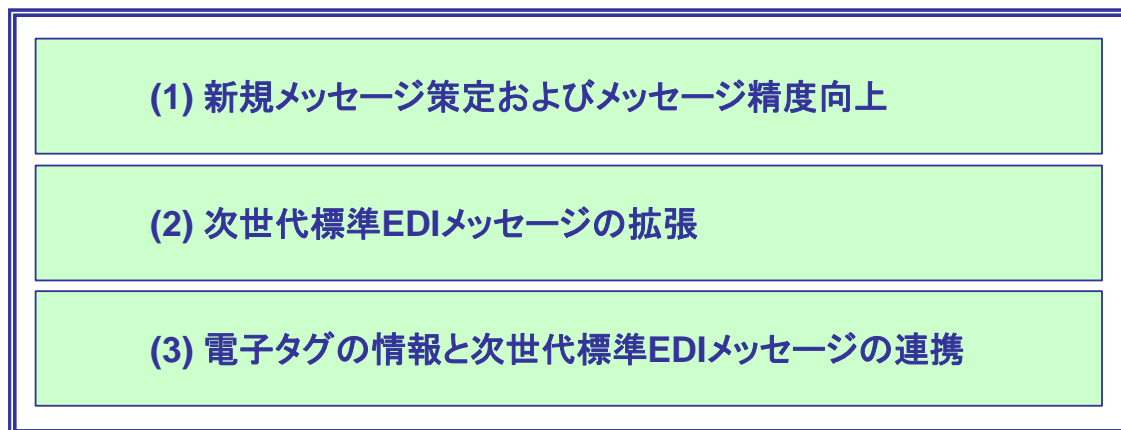 (1) 新規メッセージ策定およびメッセージ精度向上
(2) 次世代標準EDIメッセージの拡張
(3) 電子タグの情報と次世代標準EDIメッセージの連携